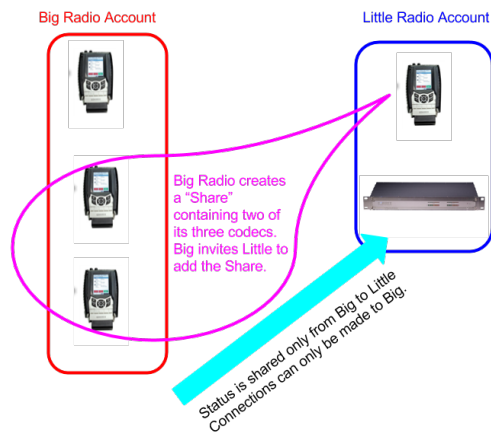 Big Radio Account
Little Radio Account
Big Radio creates
a “Share”
containing two of
its three codecs.
Big invites Little to
add the Share.
Status is shared only from Big to Little
Connections can only be made to Big.